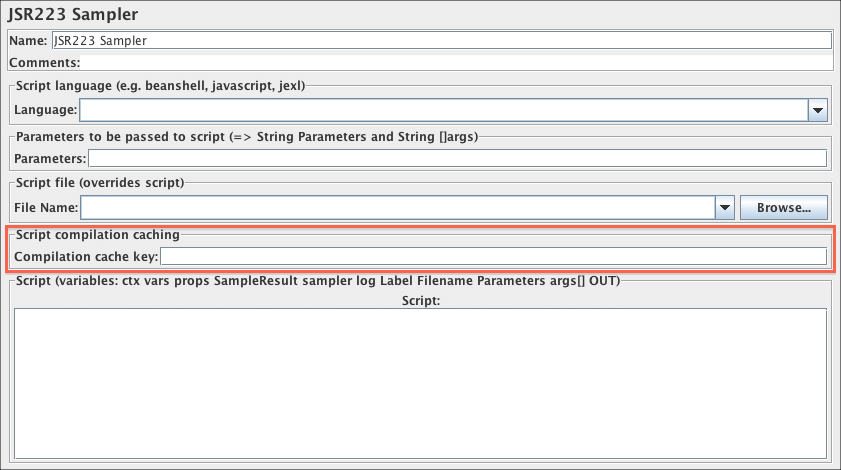 JSR223 Sampler
Name: JSR223 Sampler
Comments:
Script language (e.g. beanshell, javascript, jexl)
Language:
Parameters to be passed to script (=> String Parameters and String []args)
Parameters:
Script file (overrides script)
File Name: Browse...
Script compilation caching
Compilation cache key:
Script (variables: ctx vars props SampleResult sampler log Label Filename Parameters args[] OUT)
Script: